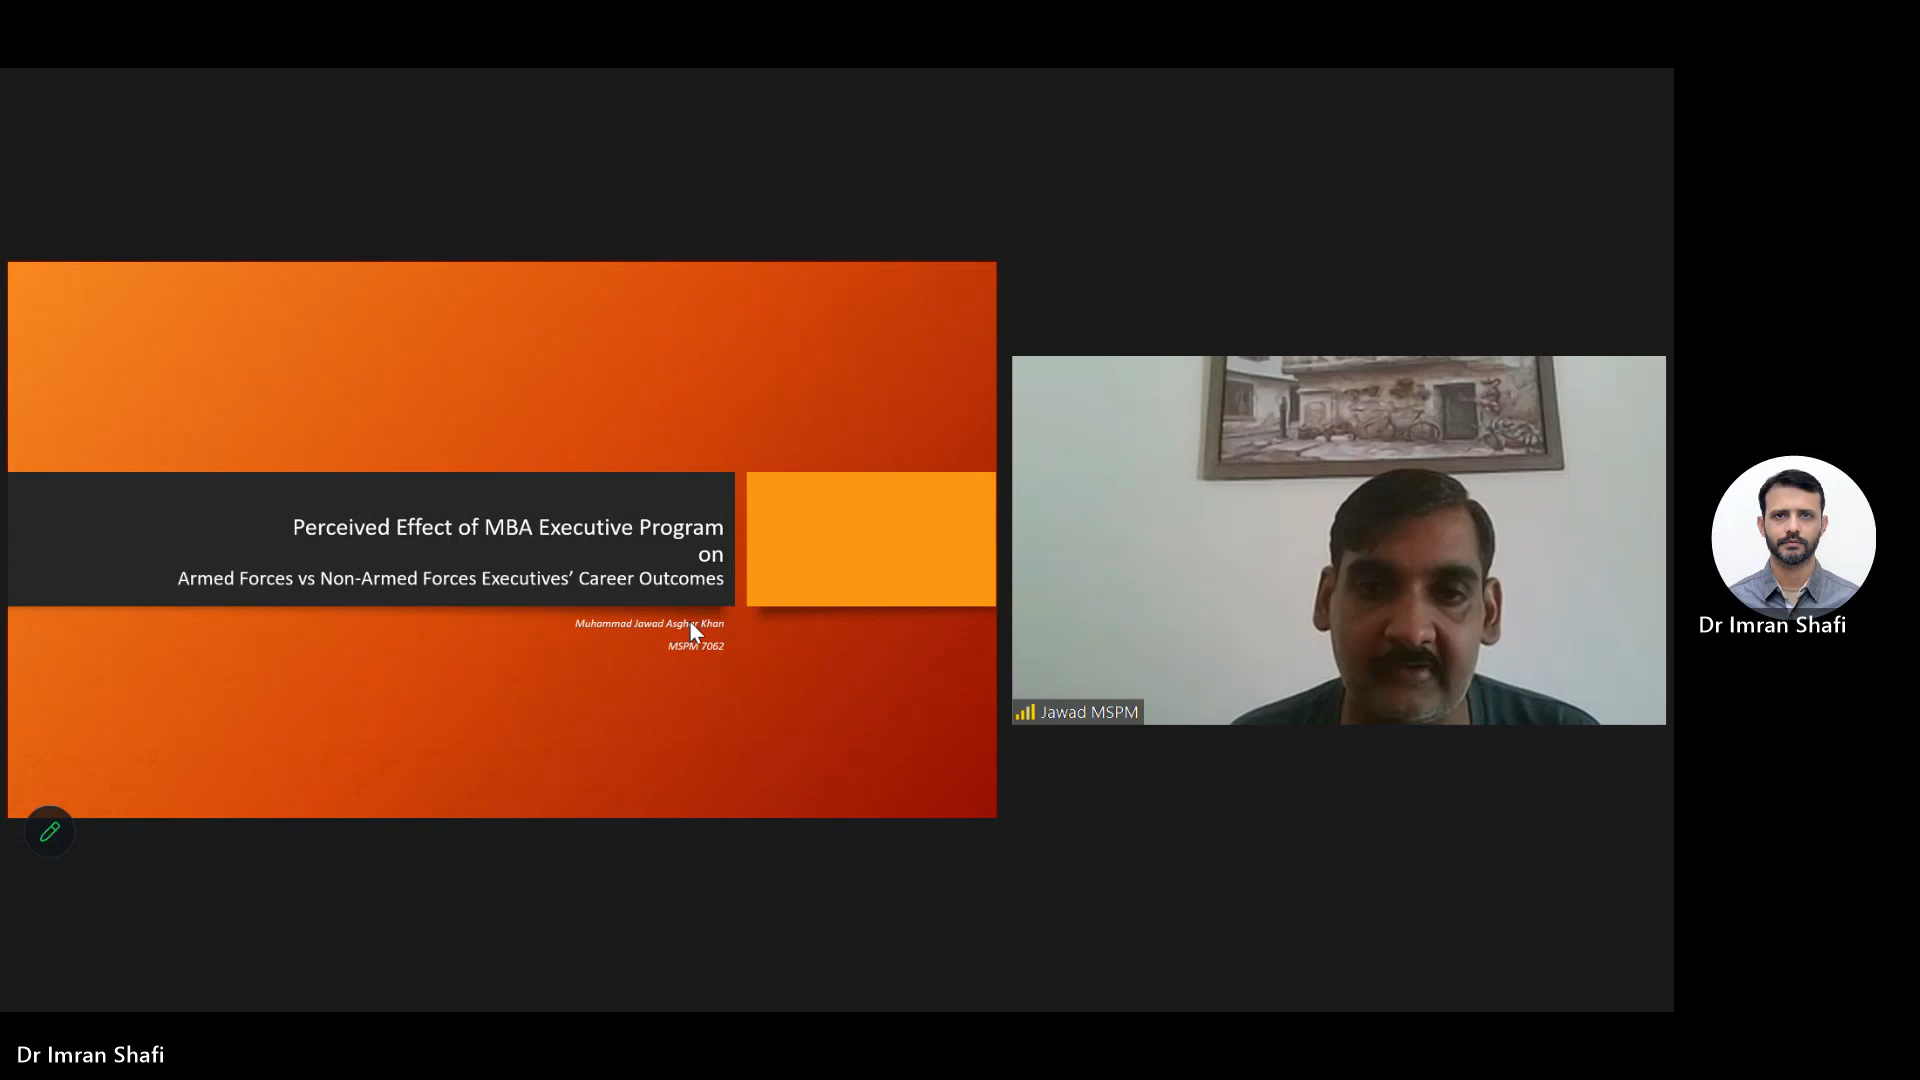 Perceived Effect of MBA Executive Program
on
Armed Forces vs Non-Armed Forces Executives’ Career Outcomes
Muhammad Jawad Asghar Khan
MSPM 7062
Jawad MSPM
Dr Imran Shafi
Dr Imran Shafi